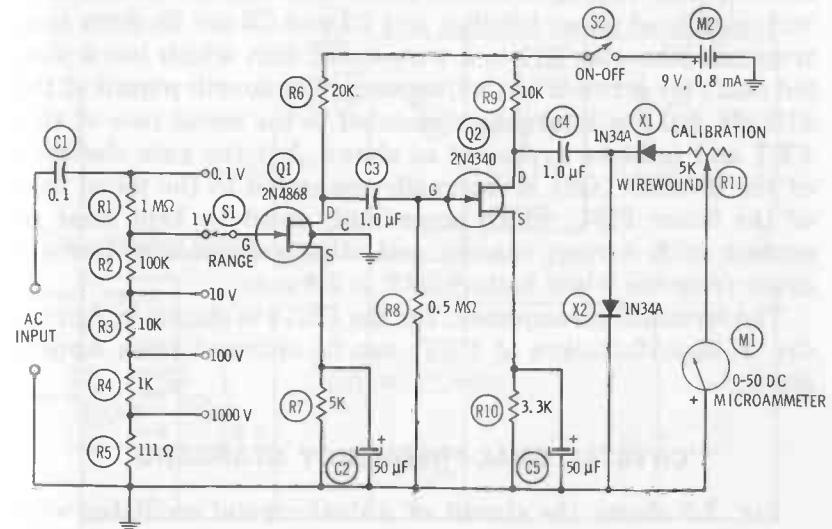 S2
ON-OFF
M2
+
9 V, 0.8 mA
R6
20K
R9
10K
C1
0.1
0.1 V
Q1
2N4868
C3
1.0 µF
Q2
2N4340
C4
1.0 µF
X1
1N34A
CALIBRATION
5K
WIREWOUND
R11
R1
1 MΩ
1 V
S1
RANGE
G
D
C
S
G
D
S
R2
100K
10 V
R3
10K
100 V
R4
1K
1000 V
R5
111 Ω
AC
INPUT
R8
0.5 MΩ
X2
1N34A
M1
0-50 DC
MICROAMMETER
+
R7
5K
+
C2
50 µF
R10
3.3K
+
C5
50 µF